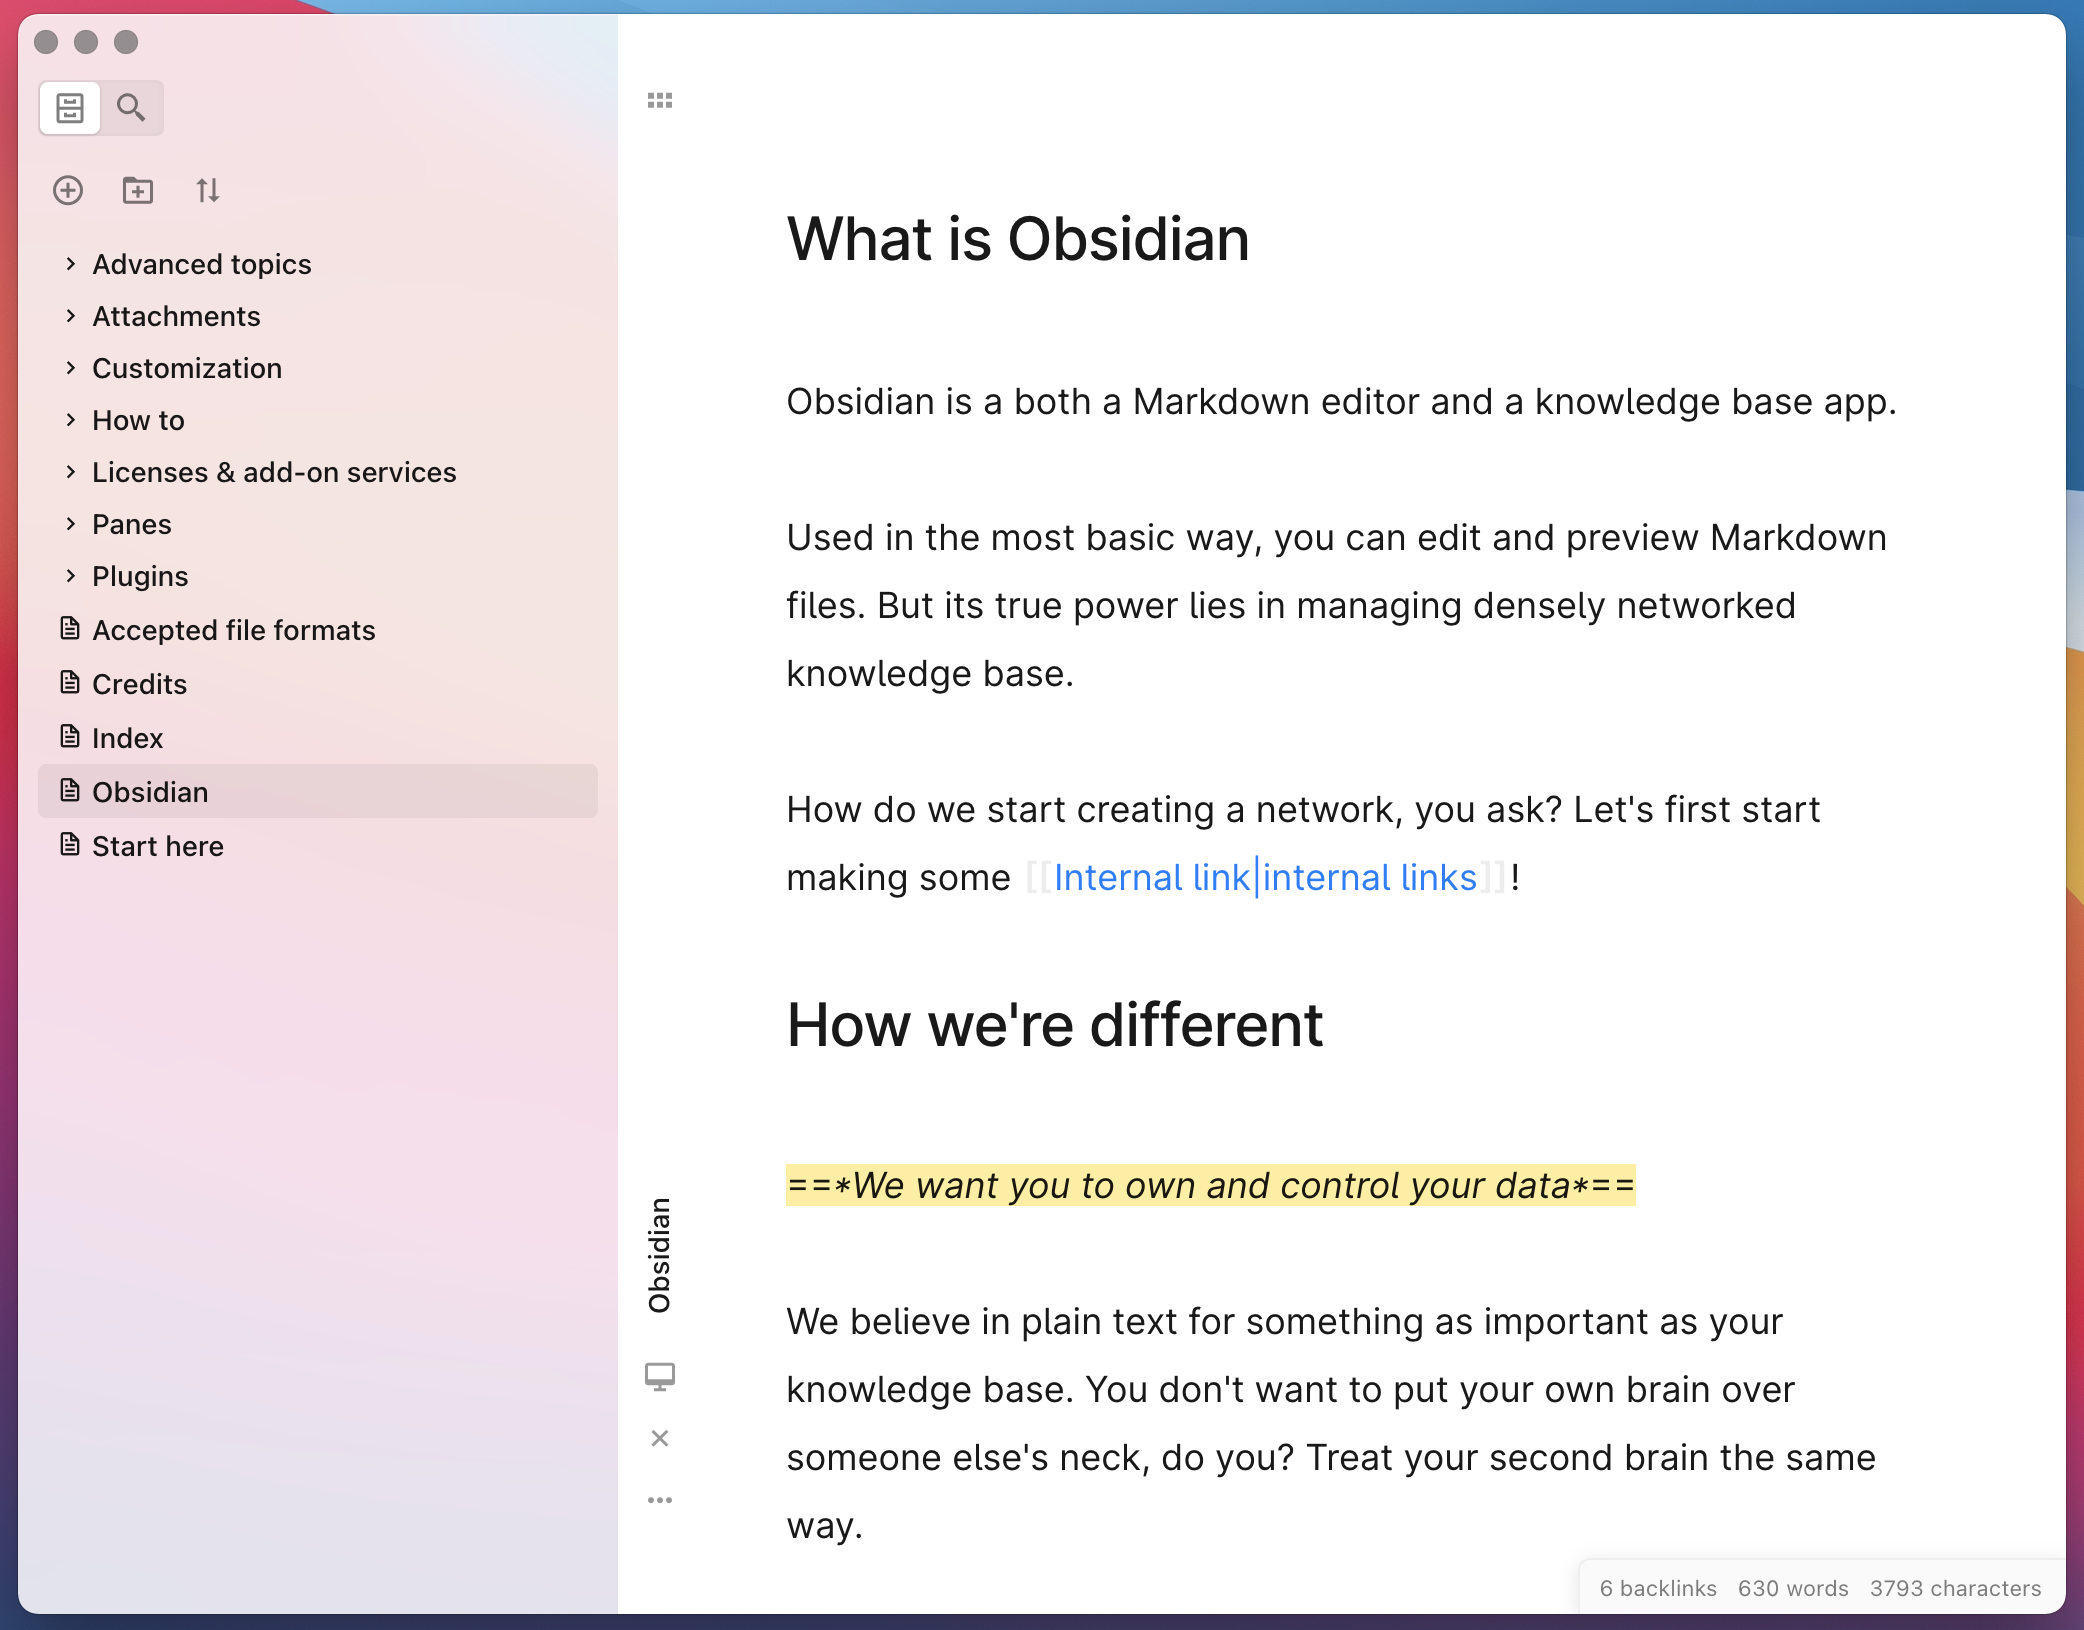 Advanced topics
Attachments
Customization
How to
Licenses & add-on services
Panes
Plugins
Accepted file formats
Credits
Index
Obsidian
Start here
Obsidian
What is Obsidian
Obsidian is a both a Markdown editor and a knowledge base app.
Used in the most basic way, you can edit and preview Markdown
files. But its true power lies in managing densely networked
knowledge base.
How do we start creating a network, you ask? Let's first start
making some [[Internal link|internal links]]!
How we're different
==*We want you to own and control your data*==
We believe in plain text for something as important as your
knowledge base. You don't want to put your own brain over
someone else's neck, do you? Treat your second brain the same
way.
6 backlinks 630 words 3793 characters